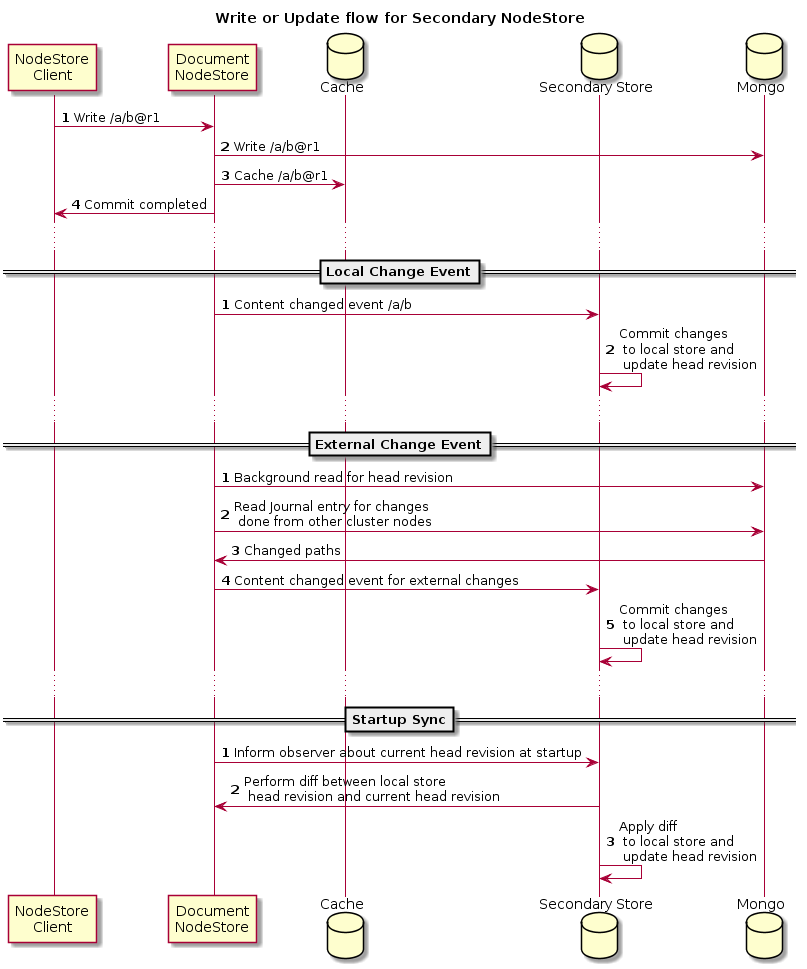 Write or Update flow for Secondary NodeStore
NodeStore
Client
Document
NodeStore
Cache
Secondary Store
Mongo
1 Write /a/b@r1
2 Write /a/b@r1
3 Cache /a/b@r1
4 Commit completed
Local Change Event
1 Content changed event /a/b
Commit changes
2 to local store and
update head revision
External Change Event
1 Background read for head revision
2 Read Journal entry for changes
done from other cluster nodes
3 Changed paths
4 Content changed event for external changes
Commit changes
5 to local store and
update head revision
Startup Sync
1 Inform observer about current head revision at startup
2 Perform diff between local store
head revision and current head revision
Apply diff
3 to local store and
update head revision
NodeStore
Client
Document
NodeStore
Cache
Secondary Store
Mongo